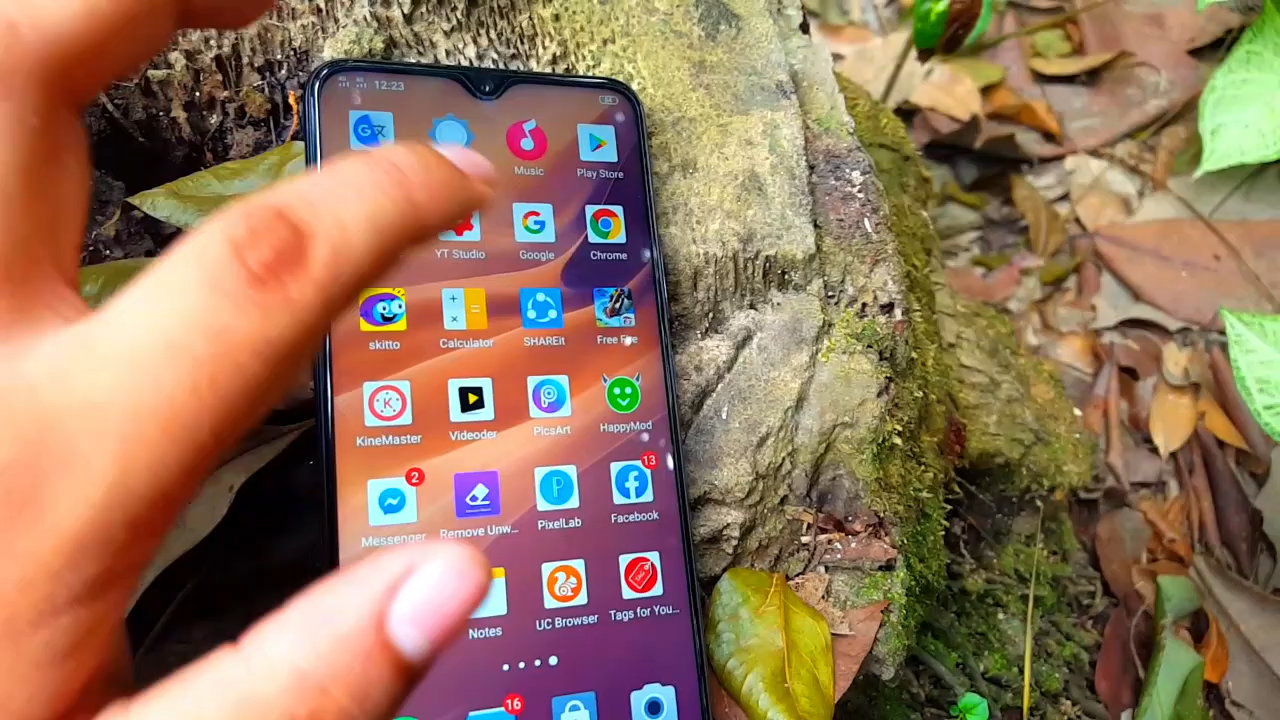 12:23
Music
Play Store
YT Studio
Google
Chrome
skitto
Calculator
SHAREit
Free Fire
KineMaster
Videoder
PicsArt
HappyMod
2
13
Messenger
Remove Unw...
PixelLab
Facebook
Notes
UC Browser
TAG
Tags for You...
16